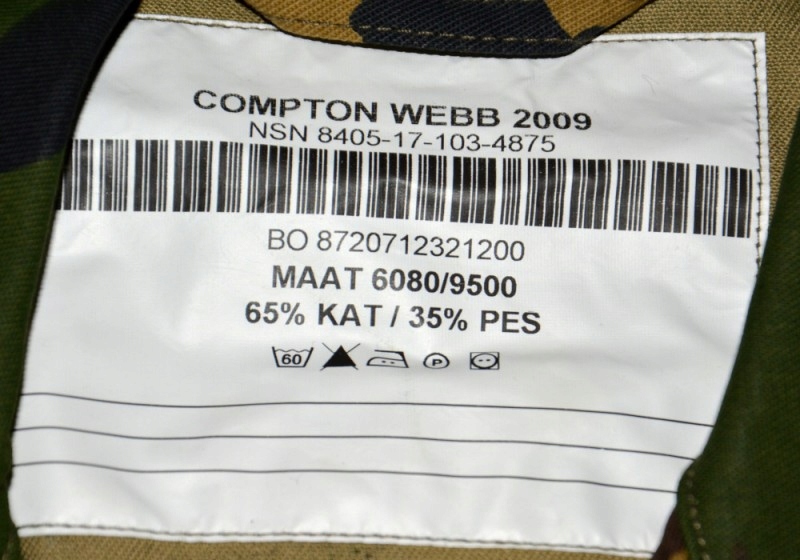 COMPTON WEBB 2009
NSN 8405-17-103-4875
BO 8720712321200
MAAT 6080/9500
65% KAT / 35% PES
60 P